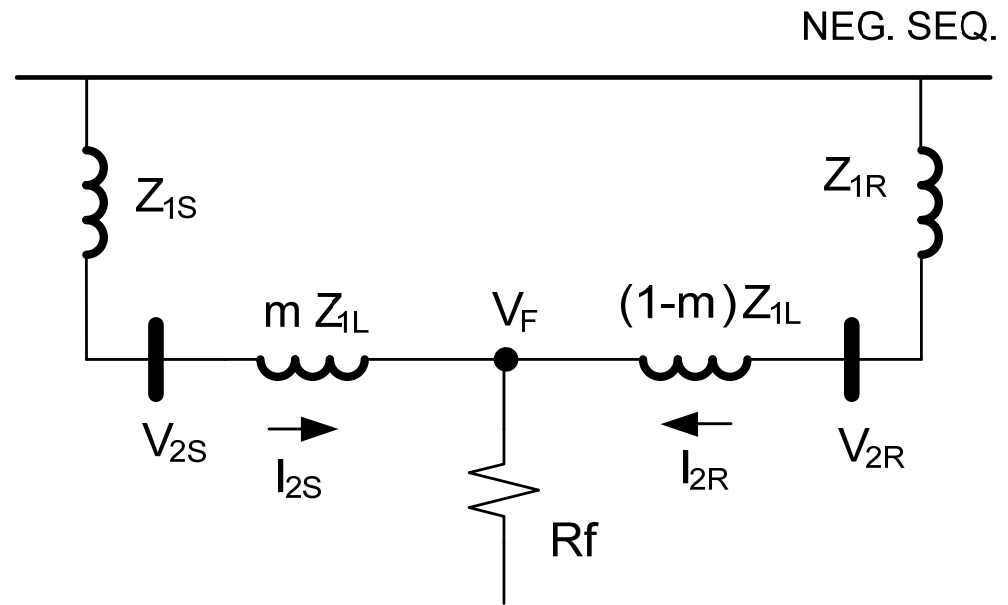 NEG. SEQ.
Z1S
Z1R
m Z1L
VF
(1-m)Z1L
V2S
I2S
I2R
V2R
Rf